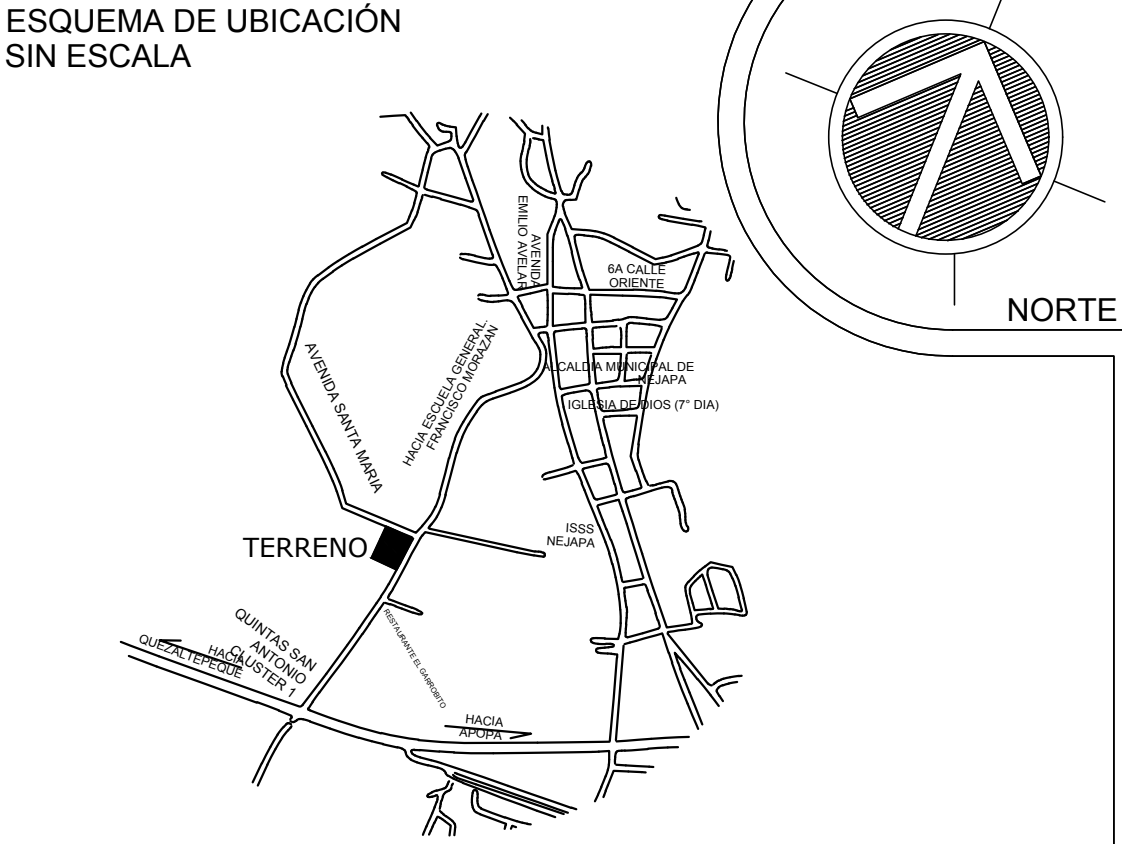 ESQUEMA DE UBICACIÓN
SIN ESCALA
NORTE
AVENIDA
EMILIO AVELAR
6A CALLE
ORIENTE
AVENIDA SANTA MARIA
HACIA ESCUELA GENERAL.
FRANCISCO MORAZAN
ALCALDIA MUNICIPAL DE
NEJAPA
IGLESIA DE DIOS (7° DIA)
ISSS
NEJAPA
TERRENO
QUINTAS SAN
ANTONIO
CLUSTER 1
HACIA
QUEZALTEPEQUE
RESTAURANTE EL GARROBITO
HACIA
APOPA